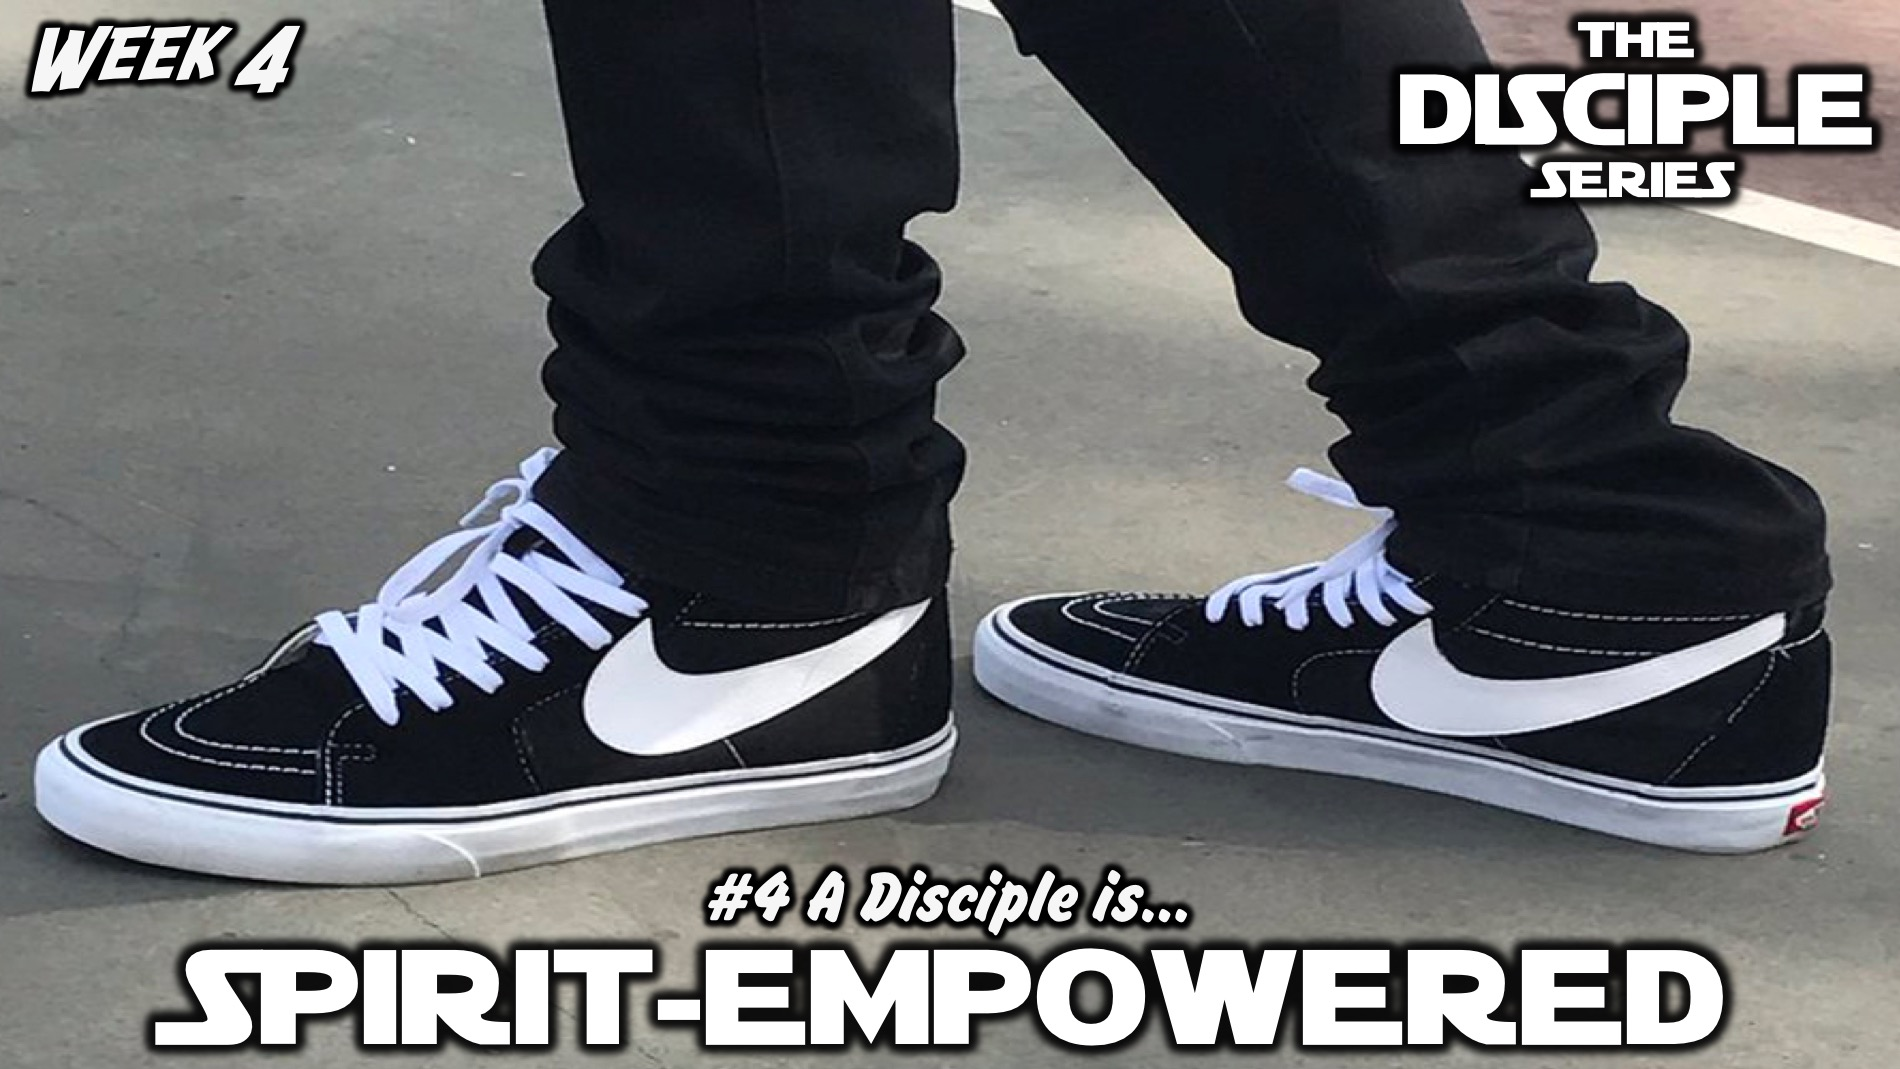 WEEK 4
THE
DISCIPLE
SERIES
#4 A Disciple is...
SPIRIT-EMPOWERED